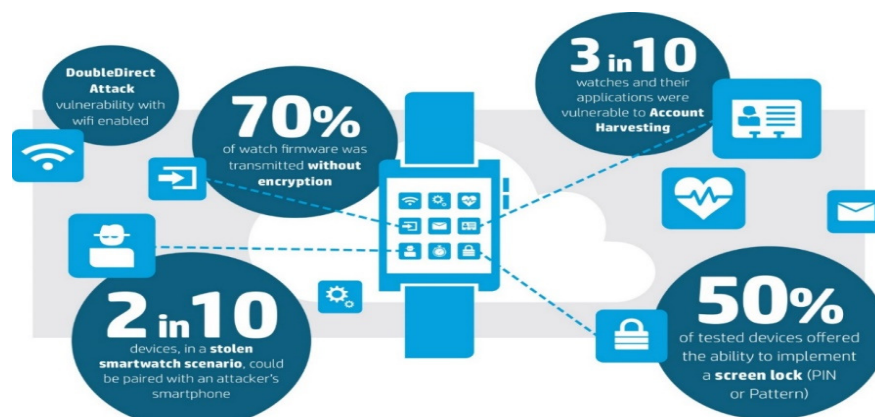 DoubleDirect
Attack
vulnerability with
wifi enabled
70%
of watch firmware was
transmitted without
encryption
3 in 10
watches and their
applications were
vulnerable to Account
Harvesting
2 in 10
devices, in a stolen
smartwatch scenario, could
be paired with an attacker's
smartphone
50%
of tested devices offered
the ability to implement
a screen lock (PIN
or Pattern)